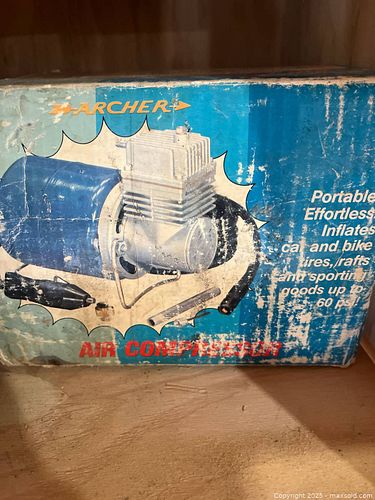 ARCHER
Portable
Effortless
Inflates
car and bike
tires, rafts
and sporting
goods up to
60 psi
AIR COMPRESSOR
Copyright 2025 - maxsold.com